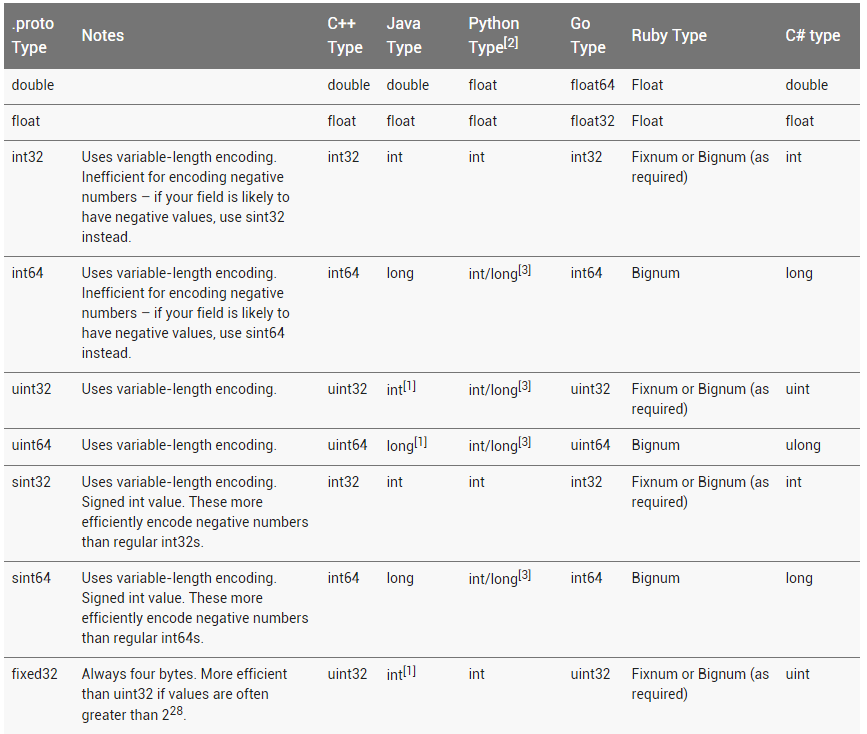 .proto Type Notes C++ Type Java Type Python Type[2] Go Type Ruby Type C# type
double double double float float64 Float double
float float float float float32 Float float
int32 Uses variable-length encoding. int32 int int int32 Fixnum or Bignum (as int
Inefficient for encoding negative required)
numbers – if your field is likely to
have negative values, use sint32
instead.
int64 Uses variable-length encoding. int64 long int/long[3] int64 Bignum long
Inefficient for encoding negative
numbers – if your field is likely to
have negative values, use sint64
instead.
uint32 Uses variable-length encoding. uint32 int[1] int/long[3] uint32 Fixnum or Bignum (as uint
required)
uint64 Uses variable-length encoding. uint64 long[1] int/long[3] uint64 Bignum ulong
sint32 Uses variable-length encoding. int32 int int int32 Fixnum or Bignum (as int
Signed int value. These more required)
efficiently encode negative numbers
than regular int32s.
sint64 Uses variable-length encoding. int64 long int/long[3] int64 Bignum long
Signed int value. These more
efficiently encode negative numbers
than regular int64s.
fixed32 Always four bytes. More efficient uint32 int[1] int uint32 Fixnum or Bignum (as uint
than uint32 if values are often required)
greater than 2^28.